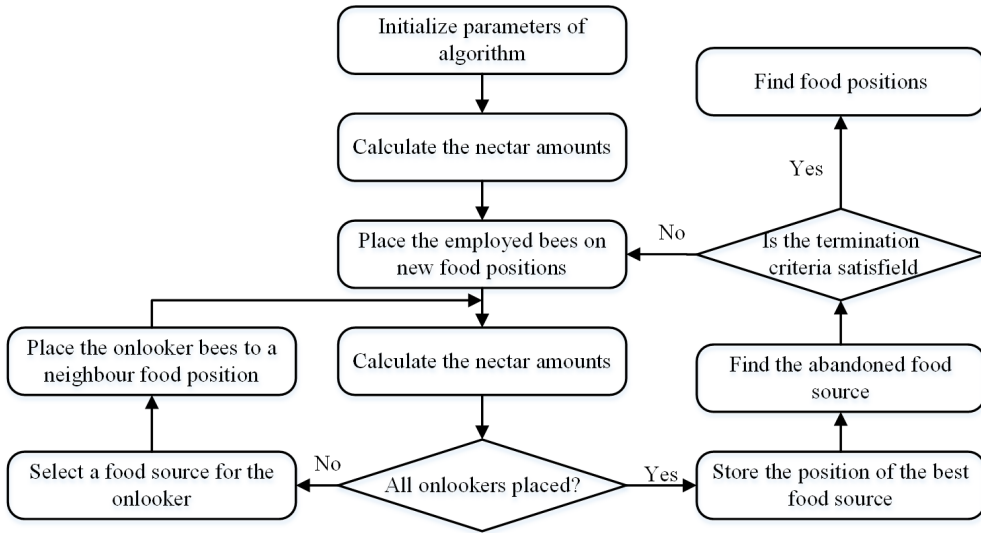 Initialize parameters of
algorithm
Calculate the nectar amounts
Place the employed bees on
new food positions
Calculate the nectar amounts
All onlookers placed?
No
Select a food source for the
onlooker
Place the onlooker bees to a
neighbour food position
Yes
Store the position of the best
food source
Find the abandoned food
source
Is the termination
criteria satisfield
No
Yes
Find food positions